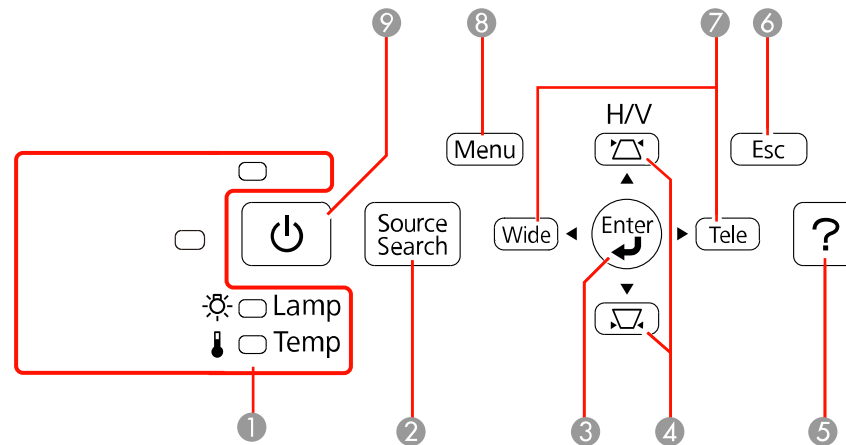 9
8
7
6
H/V
Menu
Esc
Source
Search
Wide
Enter
Tele
?
Lamp
Temp
1
2
3
4
5